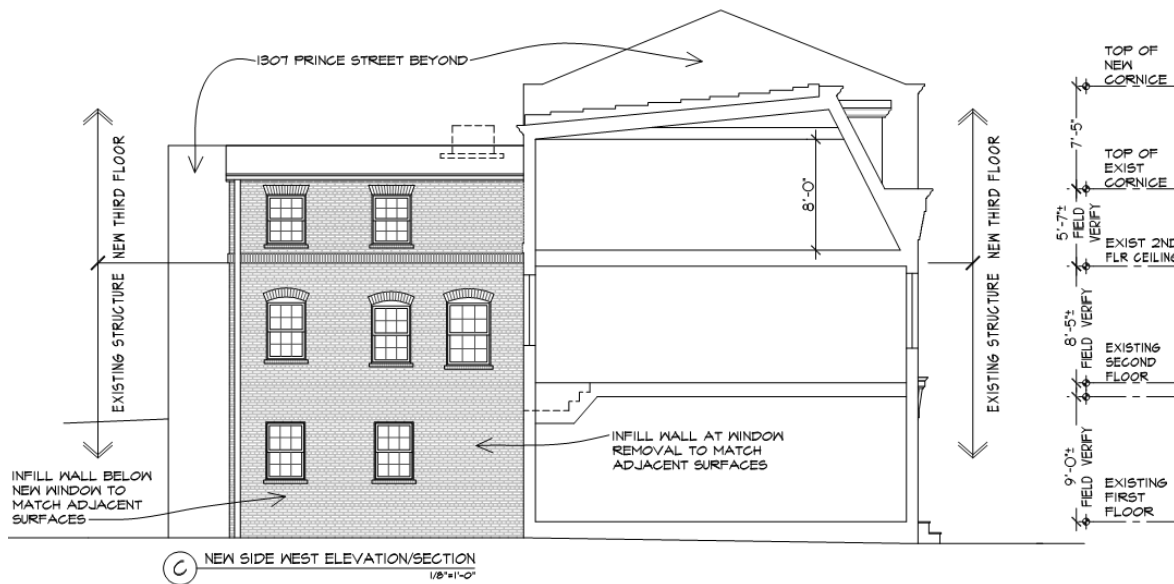 1307 PRINCE STREET BEYOND
TOP OF
NEW
CORNICE
7'-5"
NEW THIRD FLOOR
EXISTING STRUCTURE
8'-0"
NEW THIRD FLOOR
EXISTING STRUCTURE
TOP OF
EXIST
CORNICE
5'-7"±
FIELD
VERIFY
EXIST 2ND
FLR CEILING
8'-5"±
FIELD VERIFY
EXISTING
SECOND
FLOOR
9'-0"±
FIELD VERIFY
EXISTING
FIRST
FLOOR
INFILL WALL AT WINDOW
REMOVAL TO MATCH
ADJACENT SURFACES
INFILL WALL BELOW
NEW WINDOW TO
MATCH ADJACENT
SURFACES
C
NEW SIDE WEST ELEVATION/SECTION
1/8"=1'-0"